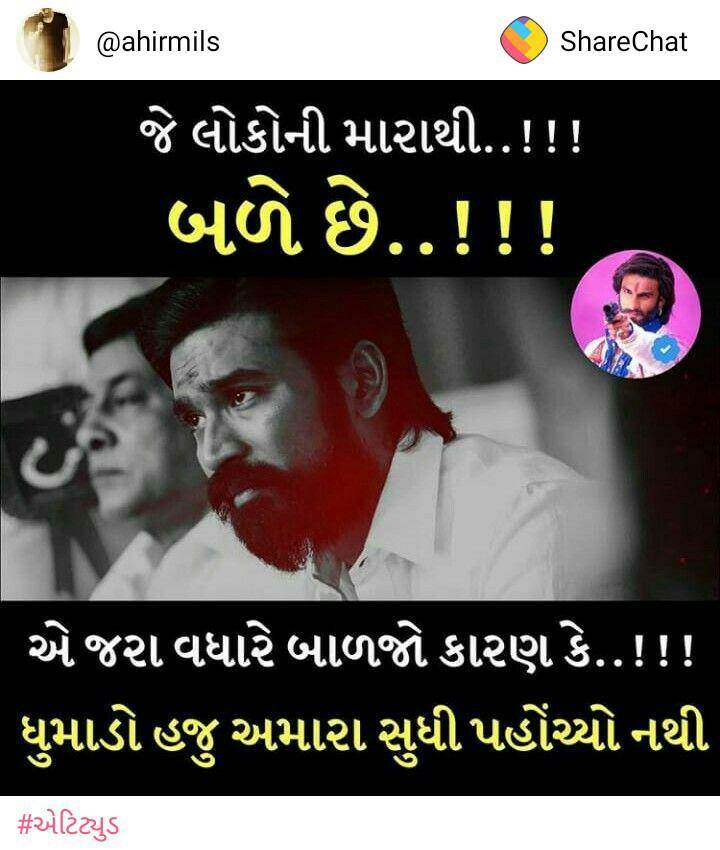 @ahirmils
ShareChat
જે લોકોની મારાથી..!!!
બળે છે..!!!
એ જરા વધારે બાળજો કારણ કે..!!!
ધુમાડો હજુ અમારા સુધી પહોંચ્યો નથી
#એટિટ્યુડ